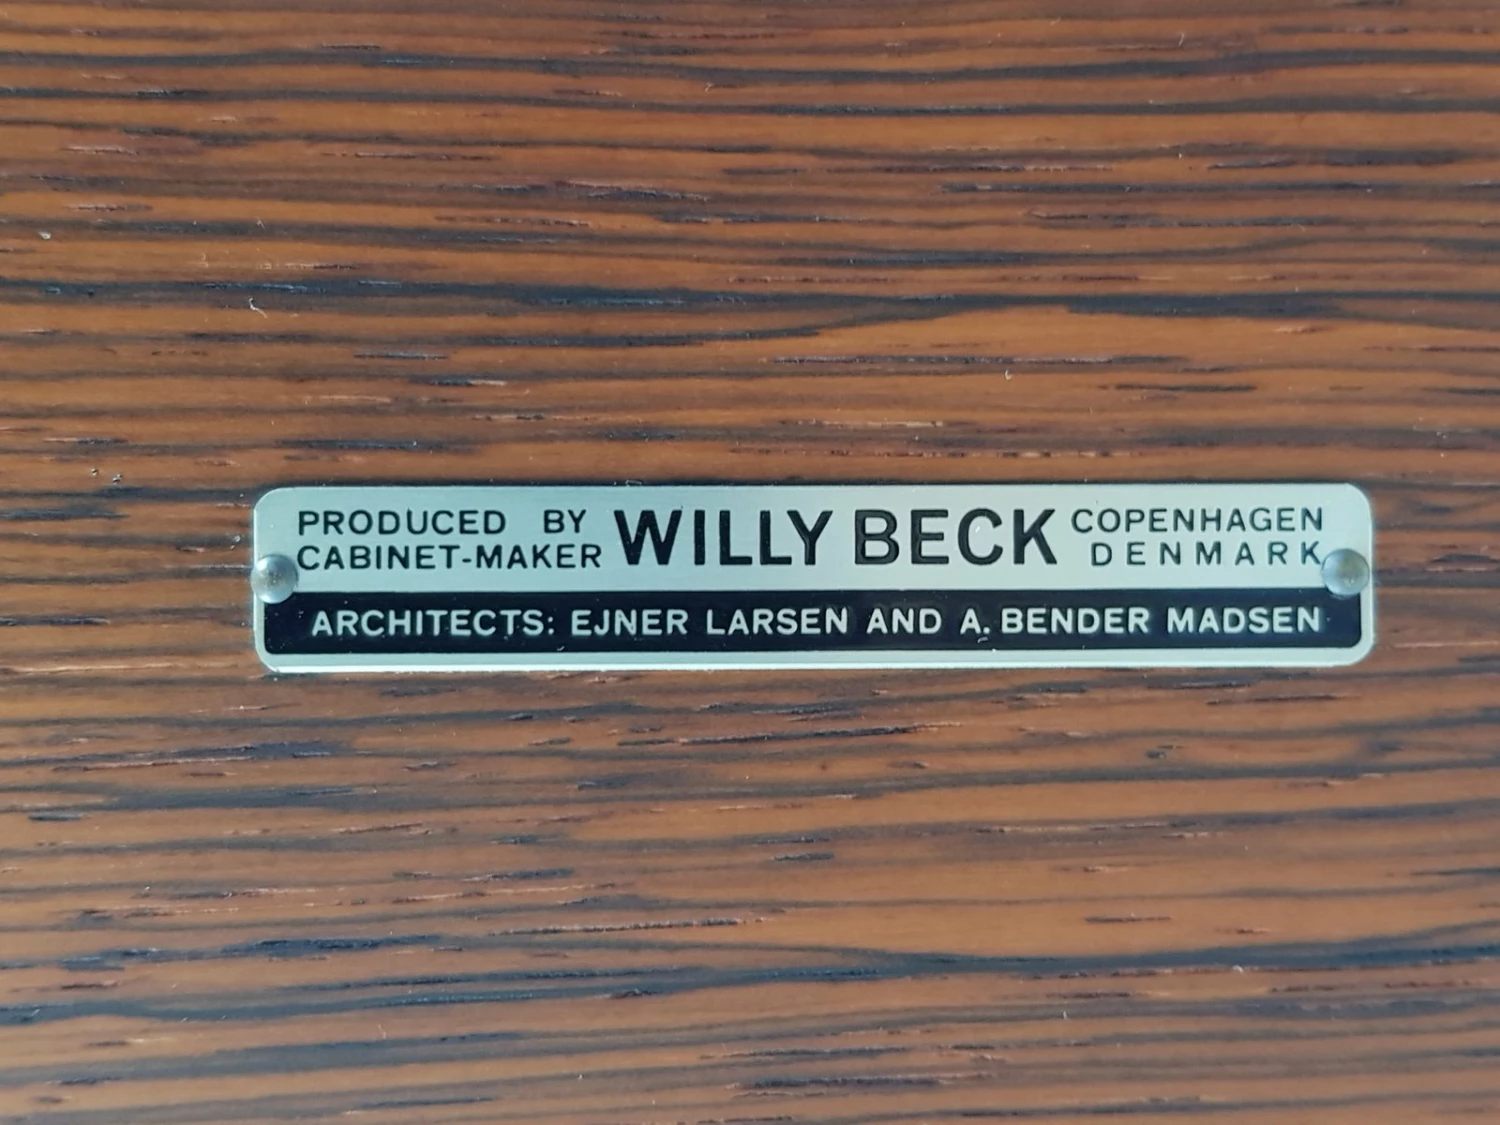 PRODUCED BY
CABINET-MAKER
WILLY BECK
COPENHAGEN
DENMARK
ARCHITECTS: EJNER LARSEN AND A. BENDER MADSEN